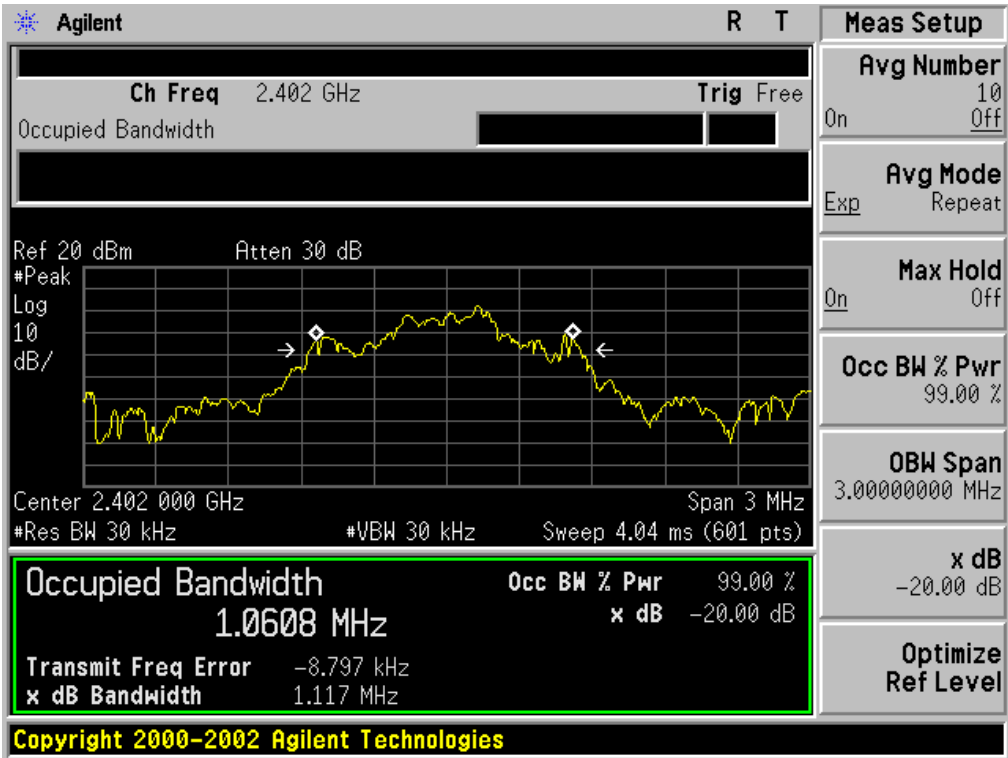 Agilent R T
Ch Freq 2.402 GHz Trig Free
Occupied Bandwidth
Ref 20 dBm Atten 30 dB
#Peak
Log
10
dB/
Center 2.402 000 GHz Span 3 MHz
#Res BW 30 kHz #VBW 30 kHz Sweep 4.04 ms (601 pts)
Occupied Bandwidth Occ BW % Pwr 99.00 %
1.0608 MHz x dB -20.00 dB
Transmit Freq Error -8.797 kHz
x dB Bandwidth 1.117 MHz
Copyright 2000-2002 Agilent Technologies
Meas Setup
Avg Number
10
On Off
Avg Mode
Exp Repeat
Max Hold
On Off
Occ BW % Pwr
99.00 %
OBW Span
3.00000000 MHz
x dB
-20.00 dB
Optimize
Ref Level